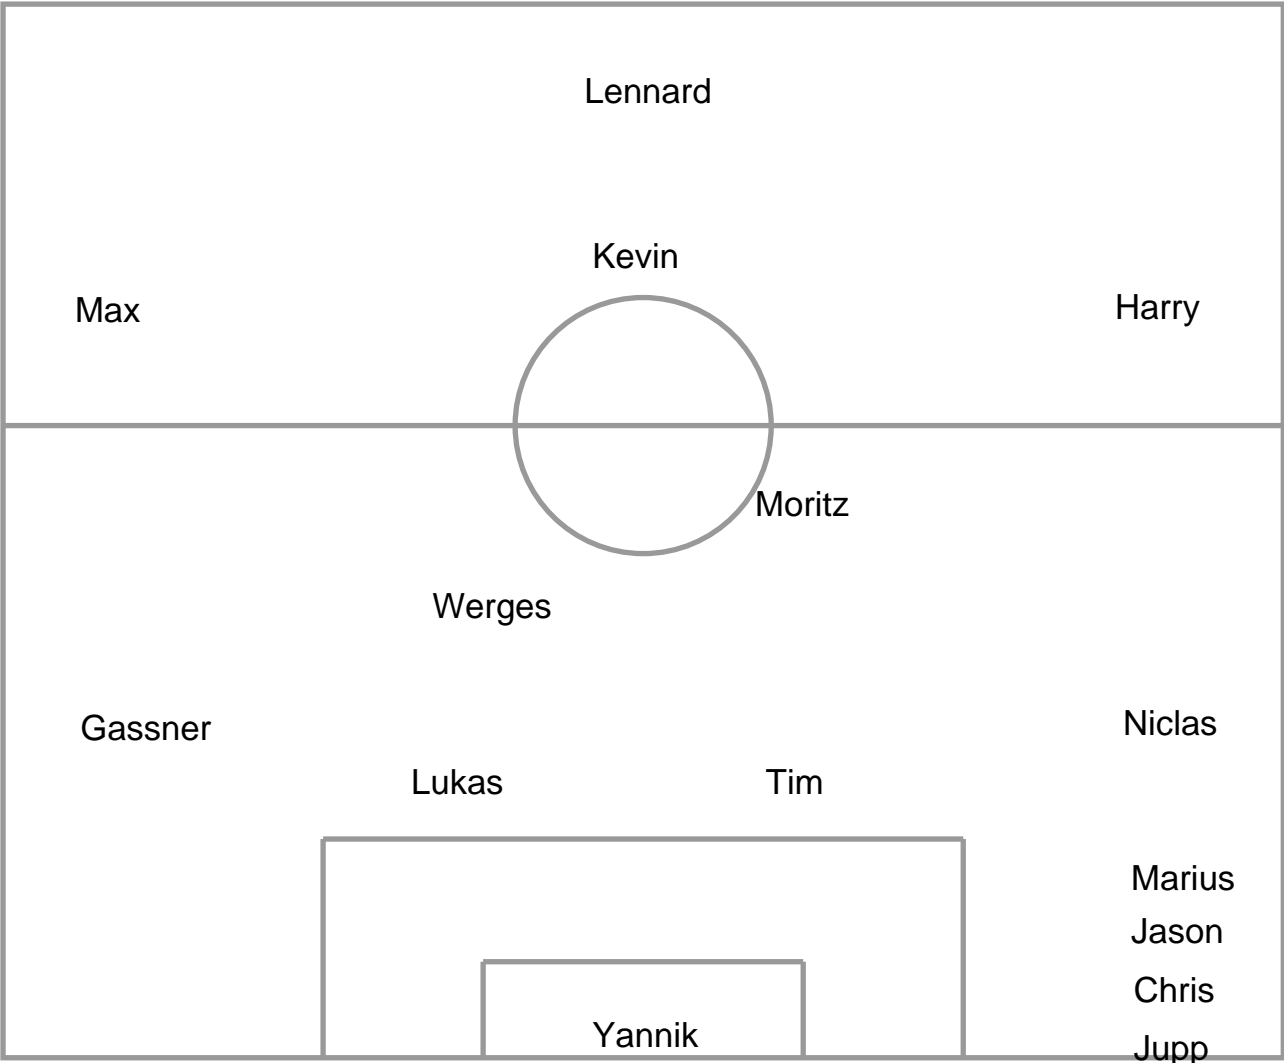 Lennard
Kevin
Max
Harry
Moritz
Werges
Gassner
Niclas
Lukas
Tim
Marius
Jason
Chris
Yannik
Jupp